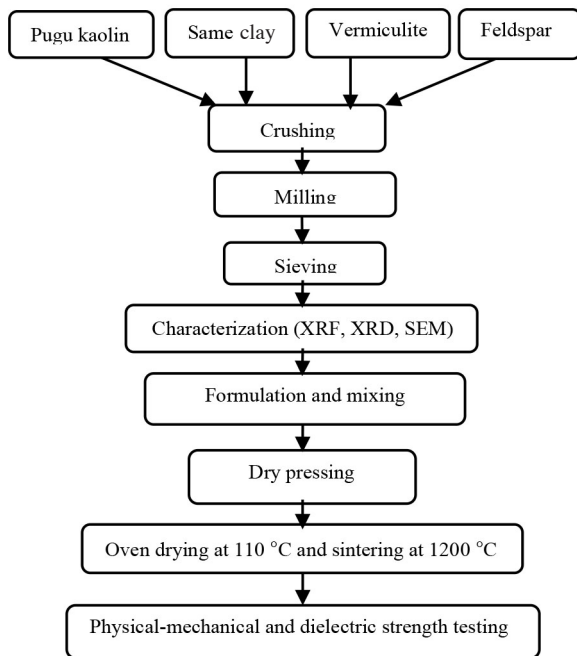 Pugu kaolin
Same clay
Vermiculite
Feldspar
Crushing
Milling
Sieving
Characterization (XRF, XRD, SEM)
Formulation and mixing
Dry pressing
Oven drying at 110 °C and sintering at 1200 °C
Physical-mechanical and dielectric strength testing